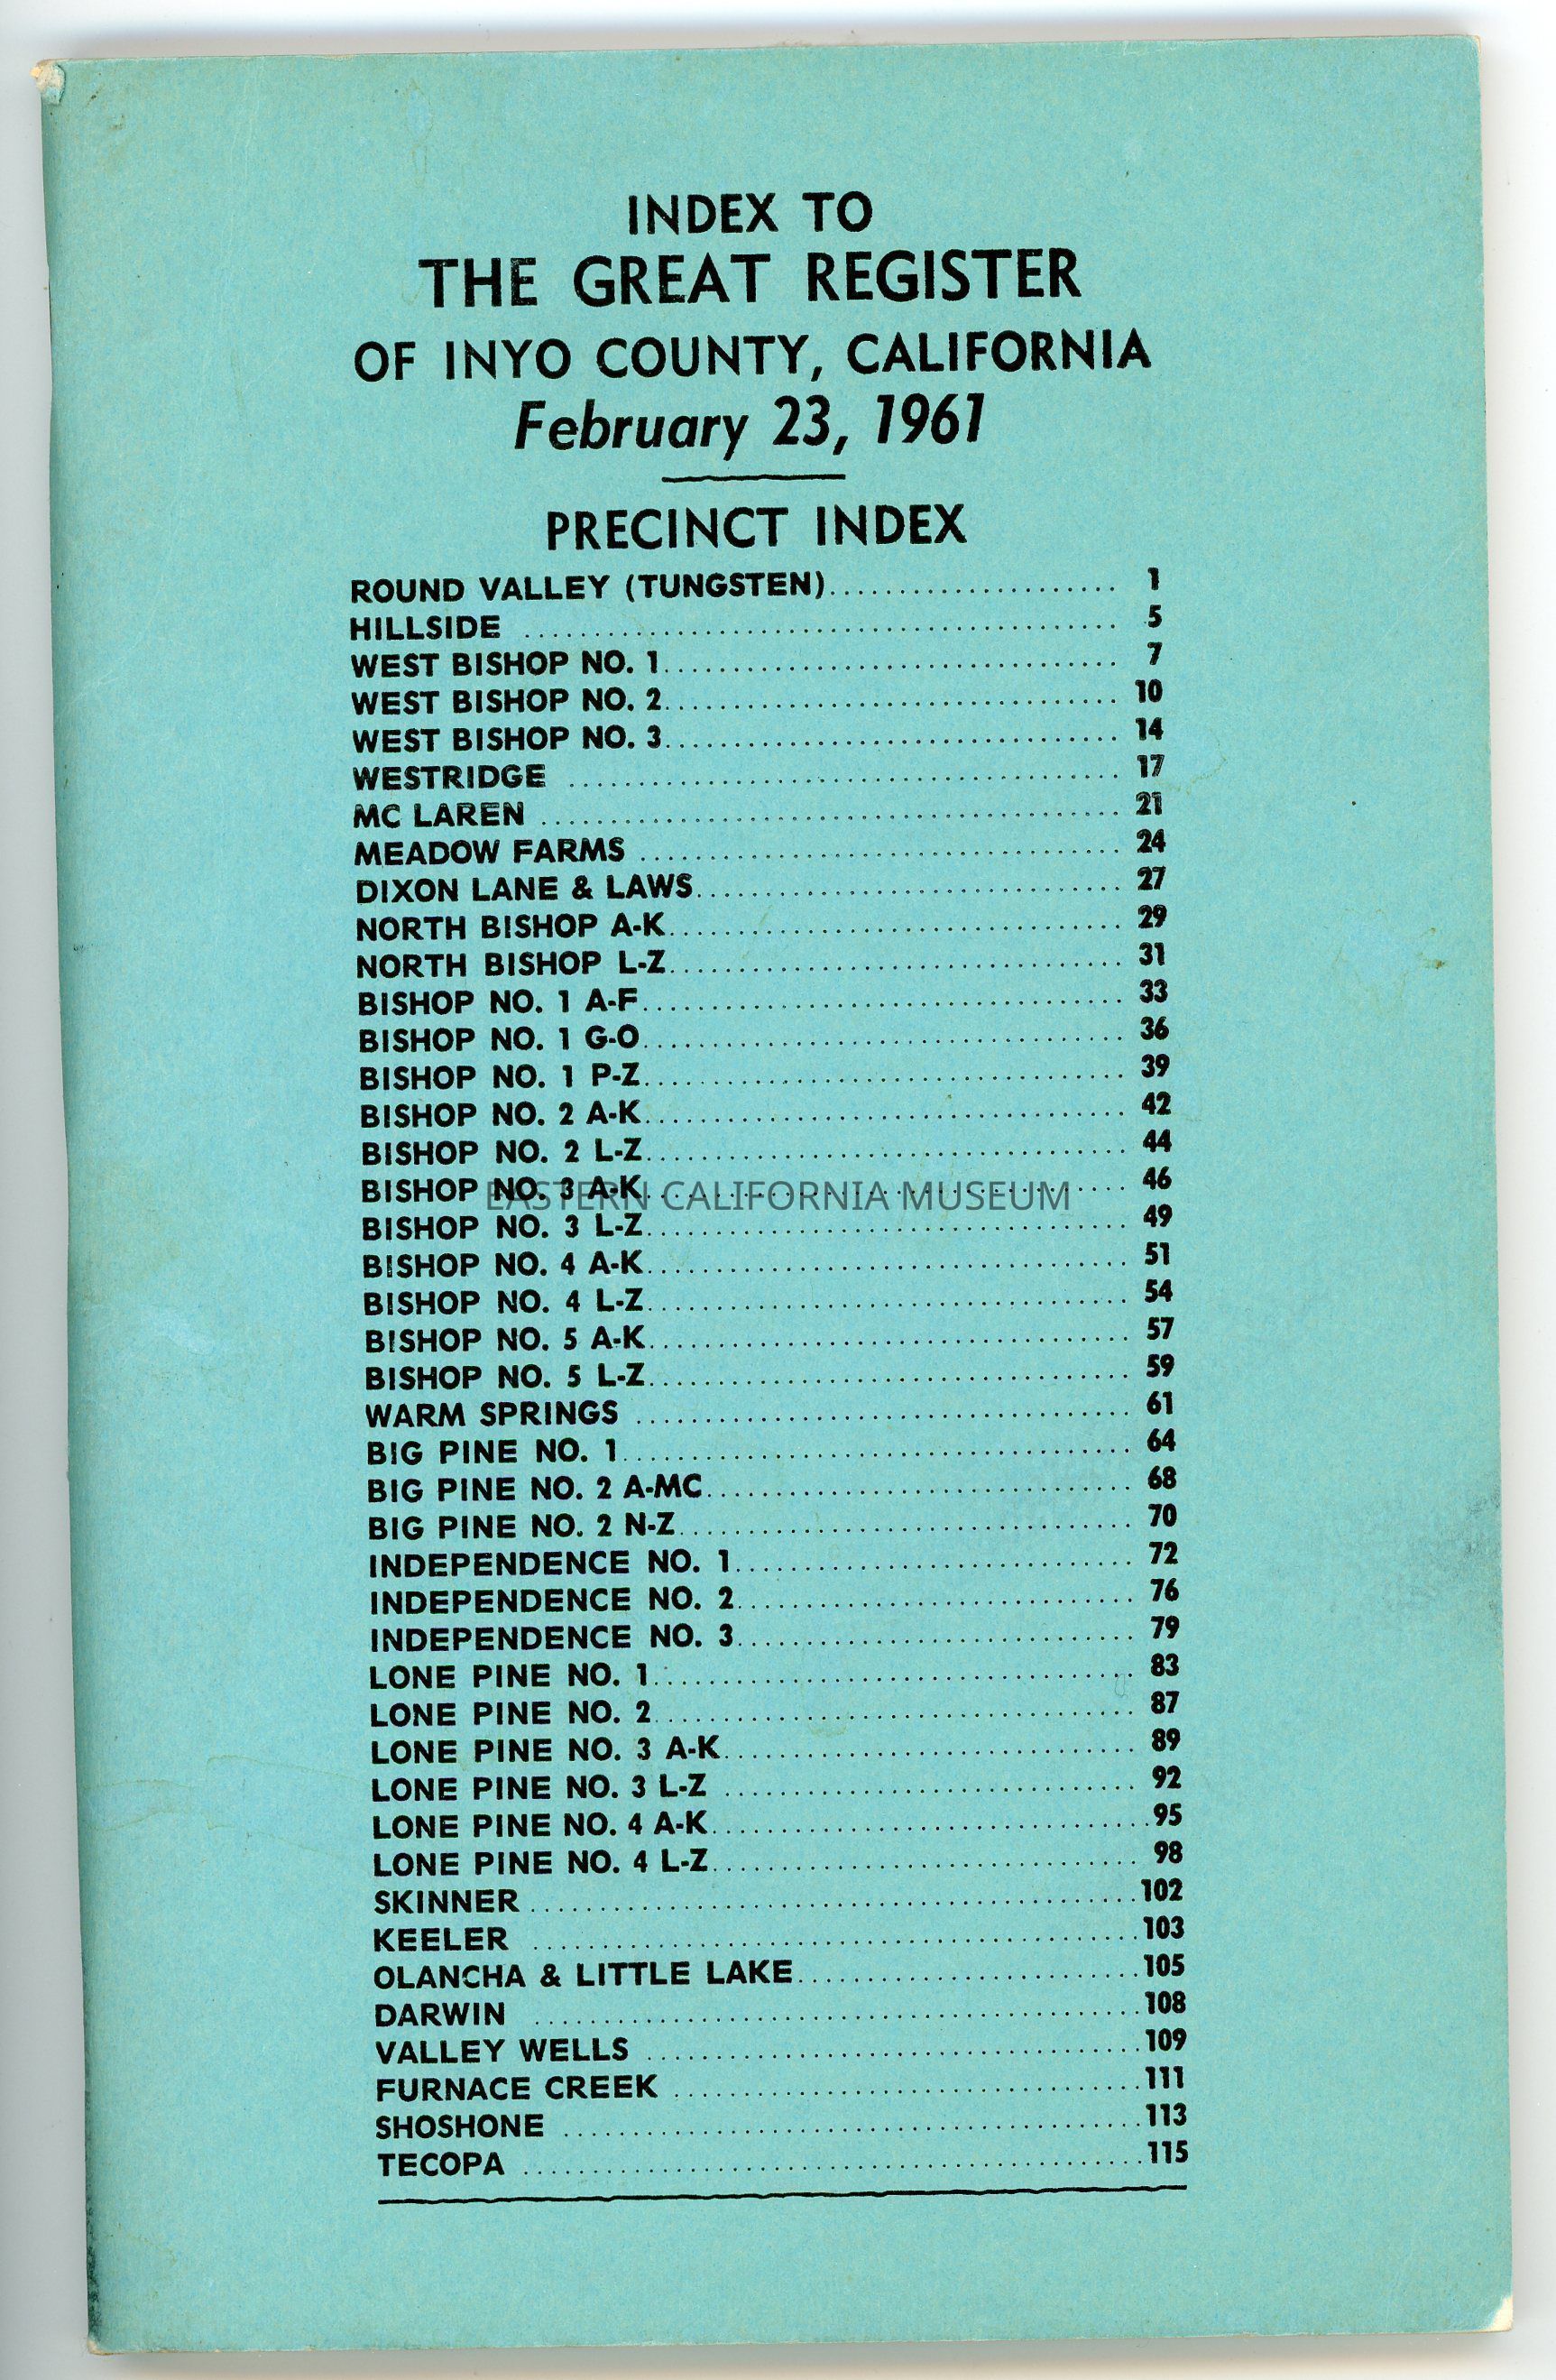 INDEX TO
THE GREAT REGISTER
OF INYO COUNTY, CALIFORNIA
February 23, 1961
PRECINCT INDEX
ROUND VALLEY (TUNGSTEN) 1
HILLSIDE 5
WEST BISHOP NO. 1 7
WEST BISHOP NO. 2 10
WEST BISHOP NO. 3 14
WESTRIDGE 17
MC LAREN 21
MEADOW FARMS 24
DIXON LANE & LAWS 27
NORTH BISHOP A-K 29
NORTH BISHOP L-Z 31
BISHOP NO. 1 A-F 33
BISHOP NO. 1 G-O 36
BISHOP NO. 1 P-Z 39
BISHOP NO. 2 A-K 42
BISHOP NO. 2 L-Z 44
BISHOP NO. 3 A-K 46
EASTERN CALIFORNIA MUSEUM
BISHOP NO. 3 L-Z 49
BISHOP NO. 4 A-K 51
BISHOP NO. 4 L-Z 54
BISHOP NO. 5 A-K 57
BISHOP NO. 5 L-Z 59
WARM SPRINGS 61
BIG PINE NO. 1 64
BIG PINE NO. 2 A-MC 68
BIG PINE NO. 2 N-Z 70
INDEPENDENCE NO. 1 72
INDEPENDENCE NO. 2 76
INDEPENDENCE NO. 3 79
LONE PINE NO. 1 83
LONE PINE NO. 2 87
LONE PINE NO. 3 A-K 89
LONE PINE NO. 3 L-Z 92
LONE PINE NO. 4 A-K 95
LONE PINE NO. 4 L-Z 98
SKINNER 102
KEELER 103
OLANCHA & LITTLE LAKE 105
DARWIN 108
VALLEY WELLS 109
FURNACE CREEK 111
SHOSHONE 113
TECOPA 115